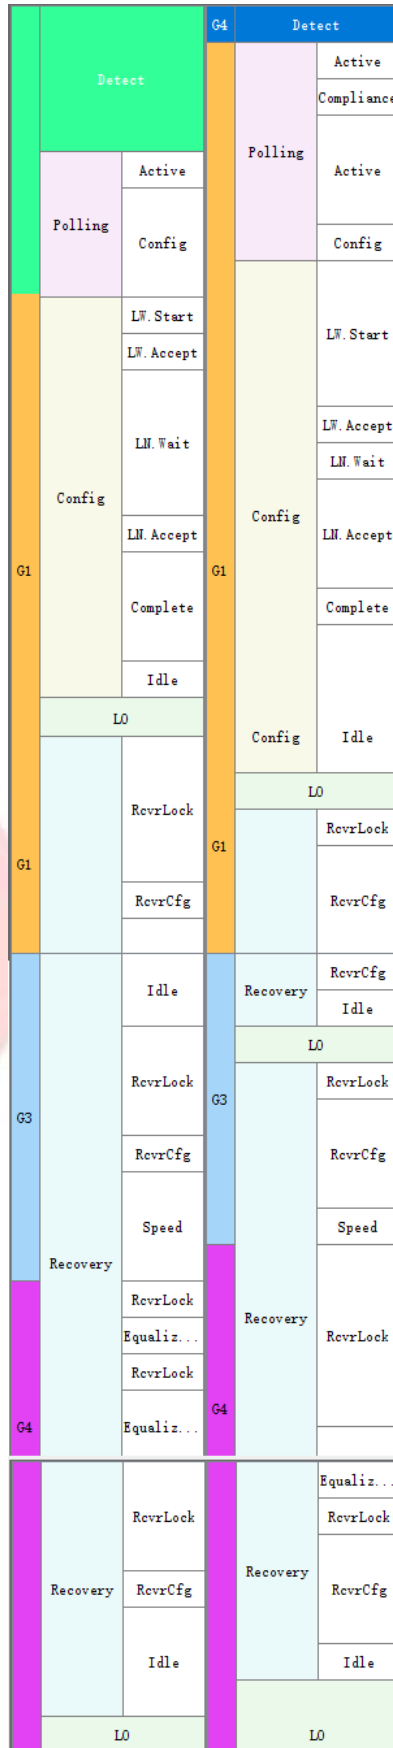 G4 Detect
Detect
Active
Compliance
Polling
Active
Active
Polling
Config
Config
LW.Start
LW.Start
LW.Accept
LW.Accept
LN.Wait
LN.Wait
Config
Config
LN.Accept
LN.Accept
G1
G1
Complete
Complete
Idle
L0
Config Idle
L0
RcvrLock
RcvrLock
G1
G1
RcvrCfg
RcvrCfg
RcvrCfg
Idle
Recovery
Idle
L0
RcvrLock
RcvrLock
G3
G3
RcvrCfg
RcvrCfg
Speed
Speed
Recovery
RcvrLock
Recovery
Equaliz...
RcvrLock
RcvrLock
G4
G4
Equaliz...
Equaliz...
RcvrLock
RcvrLock
Recovery
Recovery
RcvrCfg
RcvrCfg
Idle
Idle
L0
L0